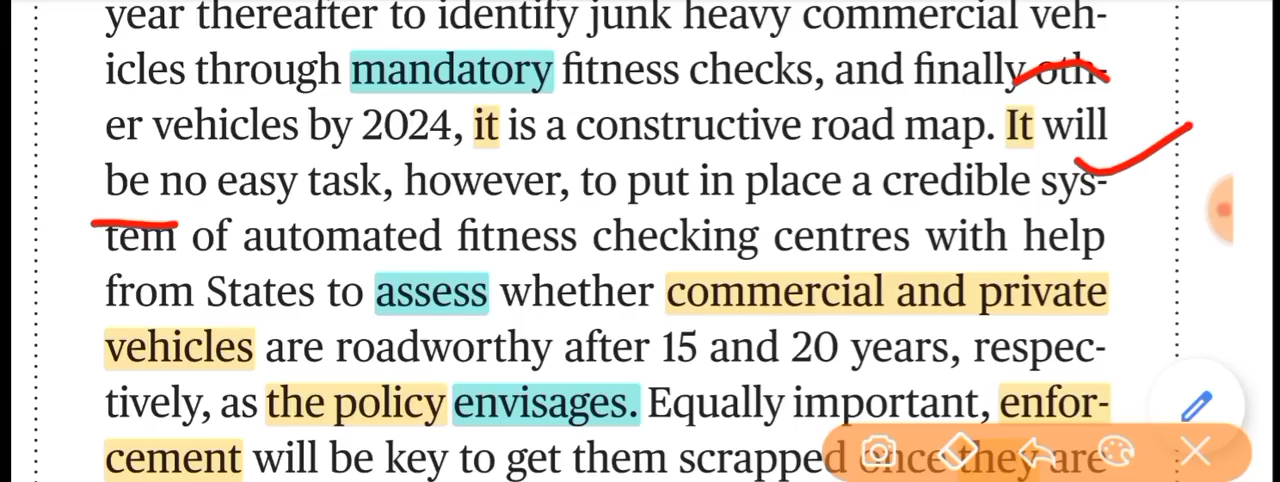 year thereafter to identify junk heavy commercial veh-
icles through mandatory fitness checks, and finally oth-
er vehicles by 2024, it is a constructive road map. It will
be no easy task, however, to put in place a credible sys-
tem of automated fitness checking centres with help
from States to assess whether commercial and private
vehicles are roadworthy after 15 and 20 years, respec-
tively, as the policy envisages. Equally important, enfor-
cement will be key to get them scrapped once they are